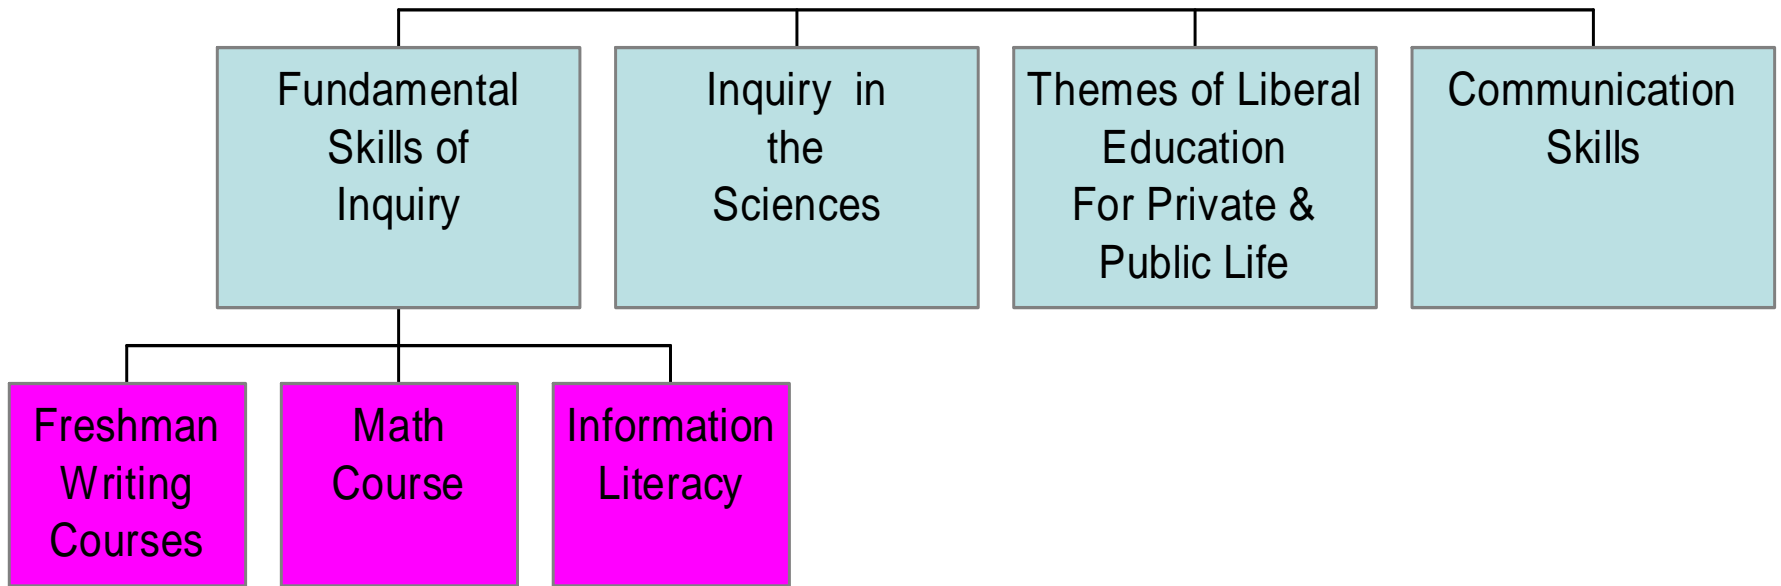 Fundamental
Skills of
Inquiry
Inquiry in
the
Sciences
Themes of Liberal
Education
For Private &
Public Life
Communication
Skills
Freshman
Writing
Courses
Math
Course
Information
Literacy